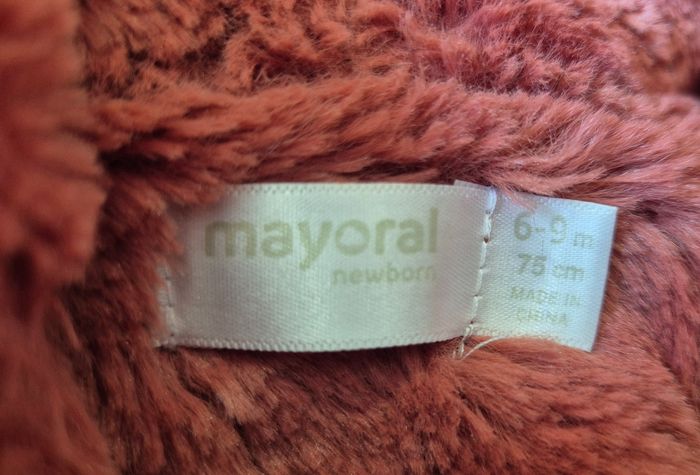 mayoral
newborn
6-9 m
75 cm
MADE IN
CHINA